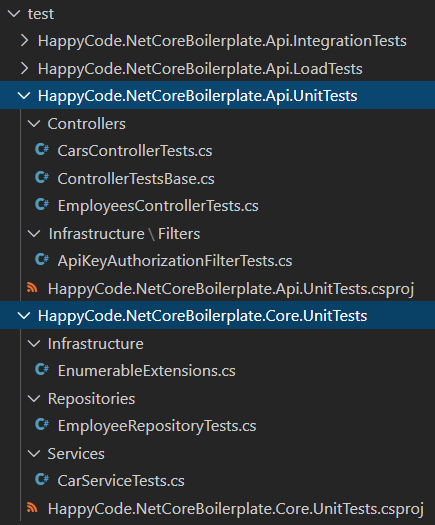 test
HappyCode.NetCoreBoilerplate.Api.IntegrationTests
HappyCode.NetCoreBoilerplate.Api.LoadTests
HappyCode.NetCoreBoilerplate.Api.UnitTests
Controllers
C# CarsControllerTests.cs
C# ControllerTestsBase.cs
C# EmployeesControllerTests.cs
Infrastructure \ Filters
C# ApiKeyAuthorizationFilterTests.cs
HappyCode.NetCoreBoilerplate.Api.UnitTests.csproj
HappyCode.NetCoreBoilerplate.Core.UnitTests
Infrastructure
C# EnumerableExtensions.cs
Repositories
C# EmployeeRepositoryTests.cs
Services
C# CarServiceTests.cs
HappyCode.NetCoreBoilerplate.Core.UnitTests.csproj